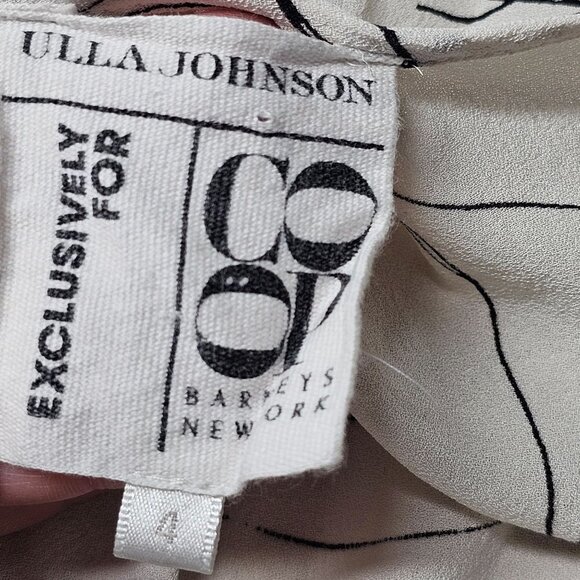 ULLA JOHNSON
EXCLUSIVELY
FOR
CO
OP
BARNEYS
NEW YORK
4